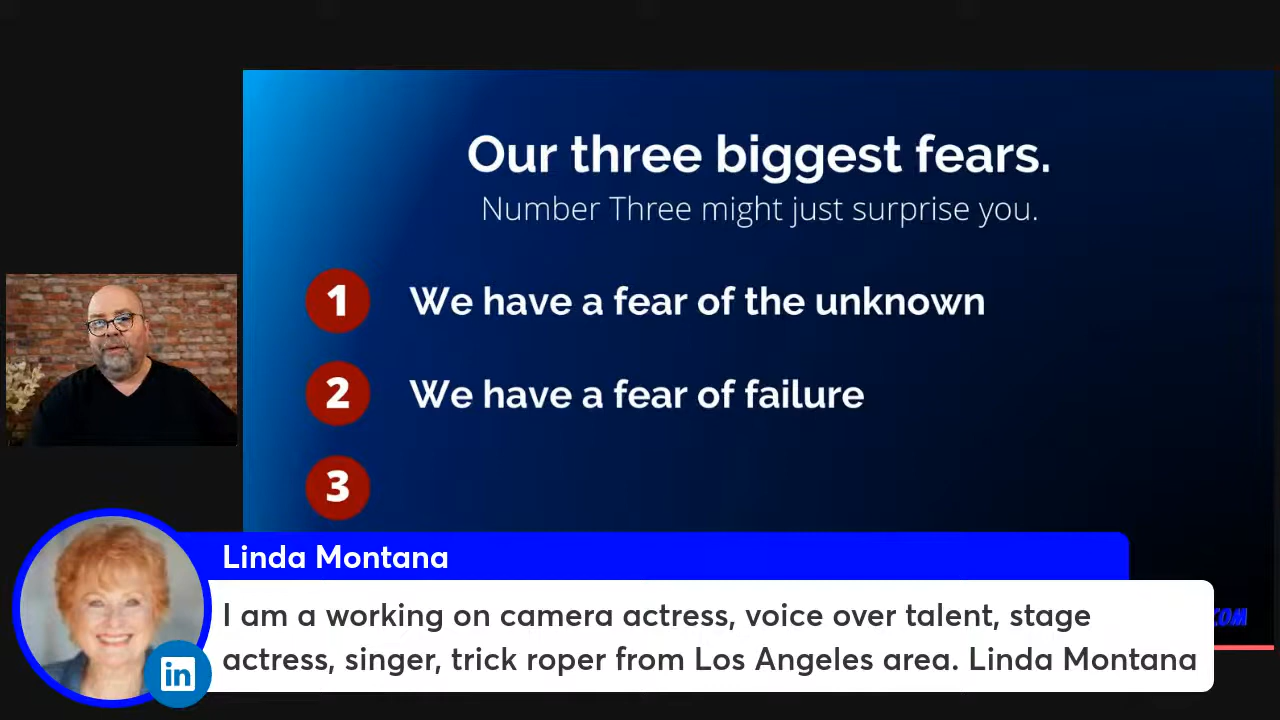 Our three biggest fears.
Number Three might just surprise you.
1 We have a fear of the unknown
2 We have a fear of failure
3
Linda Montana
I am a working on camera actress, voice over talent, stage
actress, singer, trick roper from Los Angeles area. Linda Montana
in
.COM